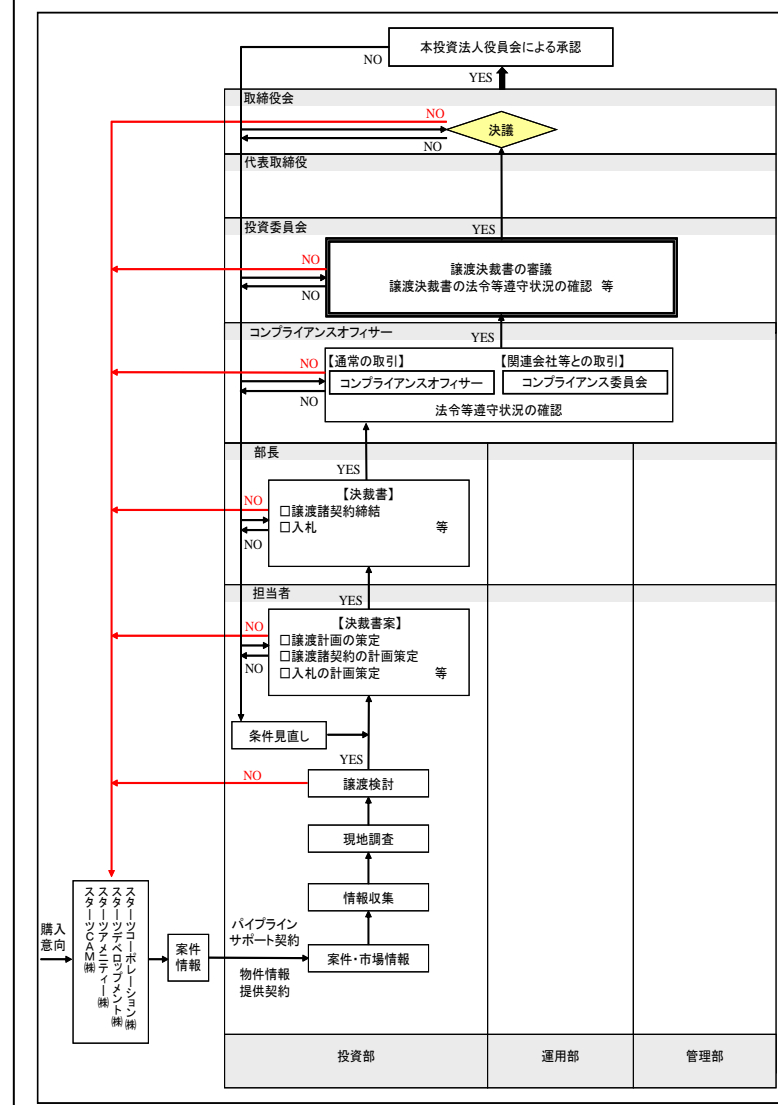 本投資法人役員会による承認
NO
YES
取締役会
NO
決議
NO
代表取締役
投資委員会
YES
NO
譲渡決裁書の審議
譲渡決裁書の法令等遵守状況の確認 等
NO
コンプライアンスオフィサー
YES
【通常の取引】
【関連会社等との取引】
NO
コンプライアンスオフィサー
コンプライアンス委員会
NO
法令等遵守状況の確認
部長
YES
【決裁書】
NO
□譲渡諸契約締結
□入札 等
NO
担当者
YES
【決裁書案】
NO
□譲渡計画の策定
□譲渡諸契約の計画策定
NO
□入札の計画策定 等
条件見直し
YES
NO
譲渡検討
現地調査
情報収集
購入
意向
スターツコーポレーション㈱
スターツデベロップメント㈱
スターツアメニティー㈱
スターツCAM㈱
案件
情報
パイプライン
サポート契約
物件情報
提供契約
案件・市場情報
投資部
運用部
管理部